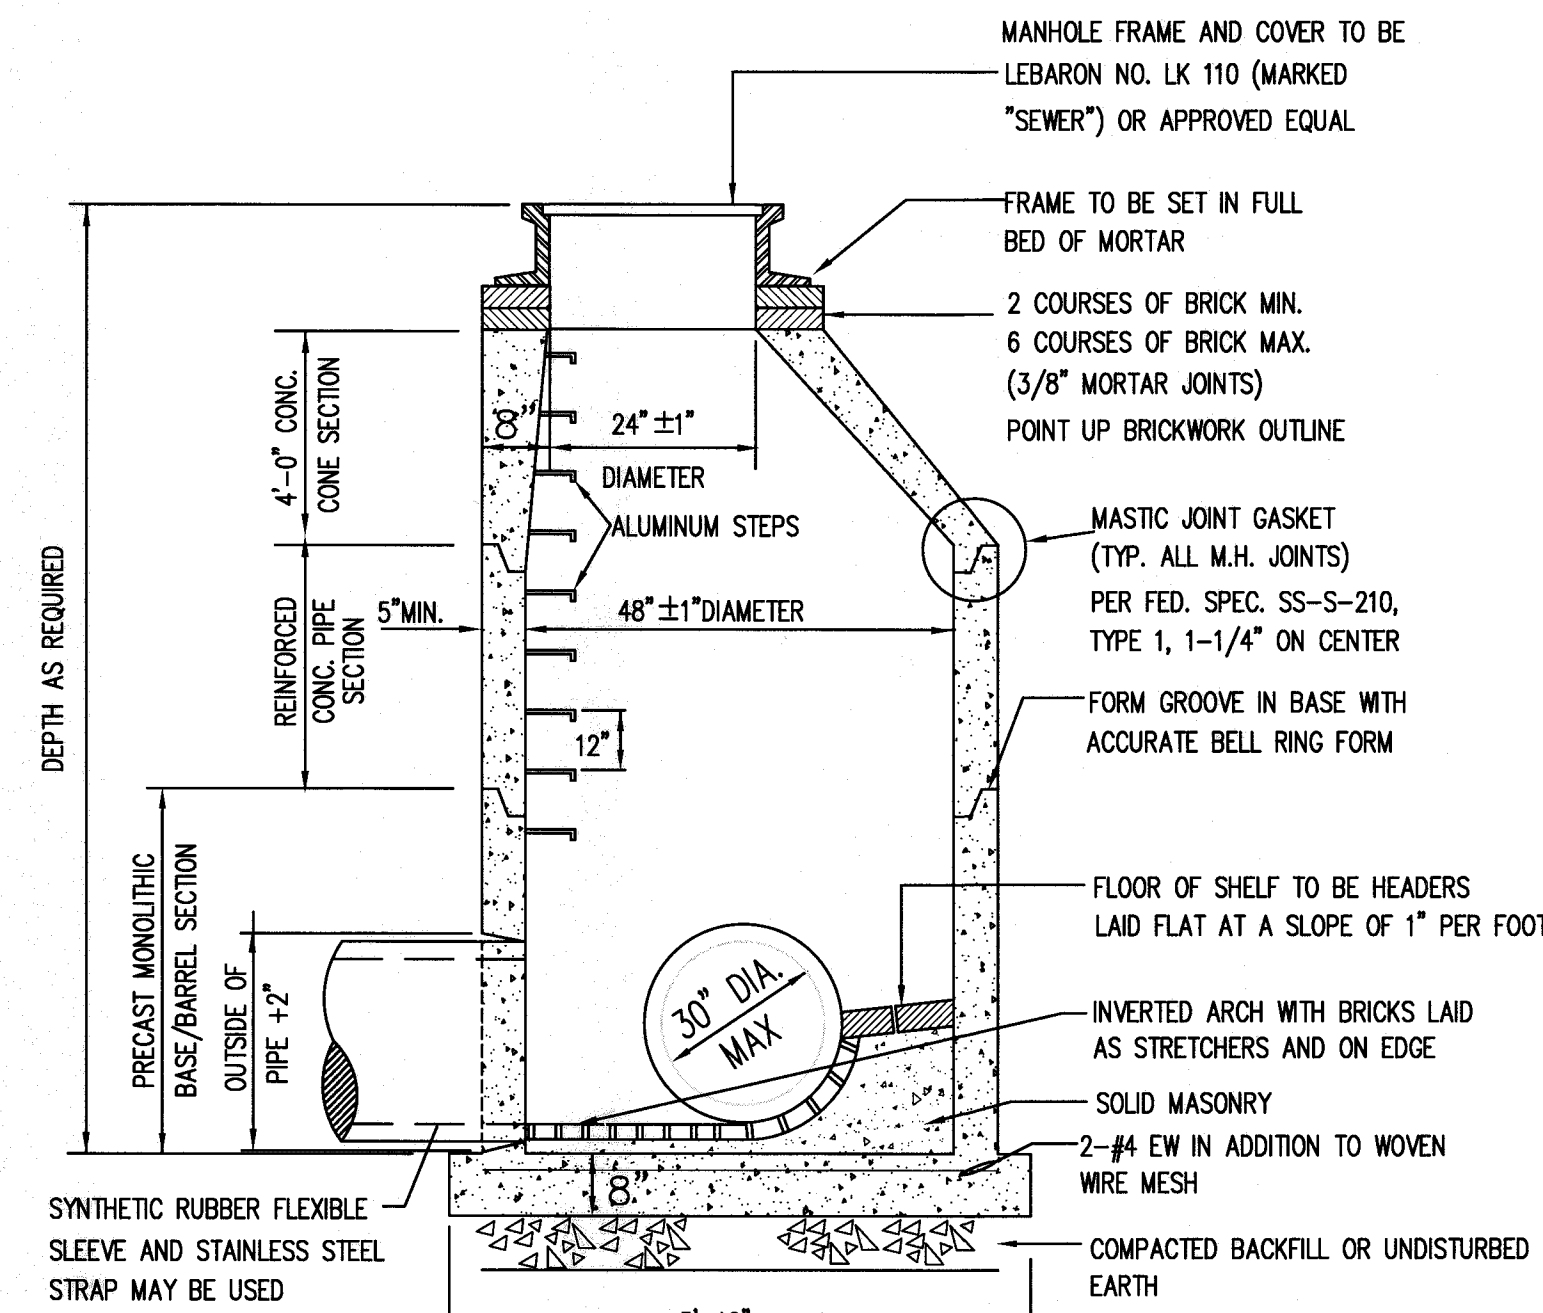 MANHOLE FRAME AND COVER TO BE
LEBARON NO. LK 110 (MARKED
"SEWER") OR APPROVED EQUAL
FRAME TO BE SET IN FULL
BED OF MORTAR
2 COURSES OF BRICK MIN.
6 COURSES OF BRICK MAX.
(3/8" MORTAR JOINTS)
POINT UP BRICKWORK OUTLINE
4'-0" CONC.
CONE SECTION
8"
24" ±1"
DIAMETER
ALUMINUM STEPS
MASTIC JOINT GASKET
(TYP. ALL M.H. JOINTS)
PER FED. SPEC. SS-S-210,
TYPE 1, 1-1/4" ON CENTER
DEPTH AS REQUIRED
REINFORCED
CONC. PIPE
SECTION
5"MIN.
48" ±1"DIAMETER
12"
FORM GROOVE IN BASE WITH
ACCURATE BELL RING FORM
PRECAST MONOLITHIC
BASE/BARREL SECTION
OUTSIDE OF
PIPE +2"
30" DIA.
MAX
FLOOR OF SHELF TO BE HEADERS
LAID FLAT AT A SLOPE OF 1" PER FOOT
INVERTED ARCH WITH BRICKS LAID
AS STRETCHERS AND ON EDGE
SOLID MASONRY
2-#4 EW IN ADDITION TO WOVEN
WIRE MESH
8"
SYNTHETIC RUBBER FLEXIBLE
SLEEVE AND STAINLESS STEEL
STRAP MAY BE USED
COMPACTED BACKFILL OR UNDISTURBED
EARTH